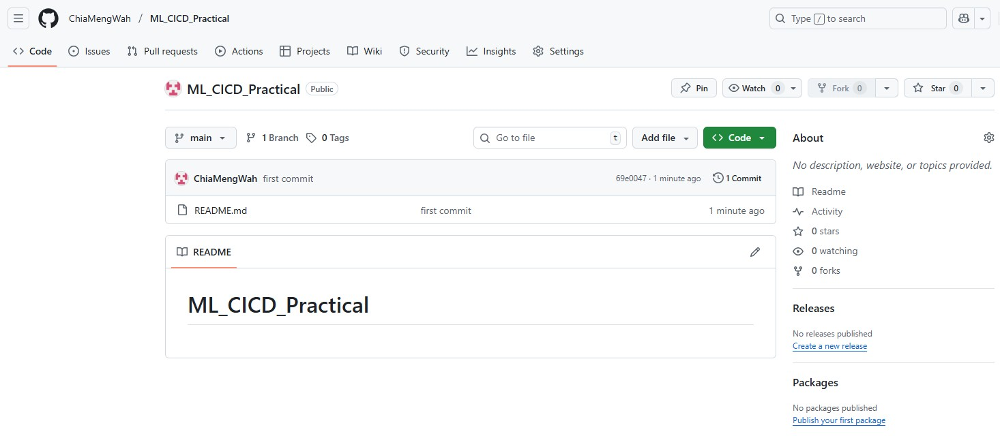 ChiaMengWah / ML_CICD_Practical
Type / to search
Code Issues Pull requests Actions Projects Wiki Security Insights Settings
ML_CICD_Practical Public
Pin Watch 0 Fork 0 Star 0
main 1 Branch 0 Tags
Go to file t Add file Code
ChiaMengWah first commit 69e0047 · 1 minute ago 1 Commit
README.md first commit 1 minute ago
README
ML_CICD_Practical
About
No description, website, or topics provided.
Readme
Activity
0 stars
0 watching
0 forks
Releases
No releases published
Create a new release
Packages
No packages published
Publish your first package